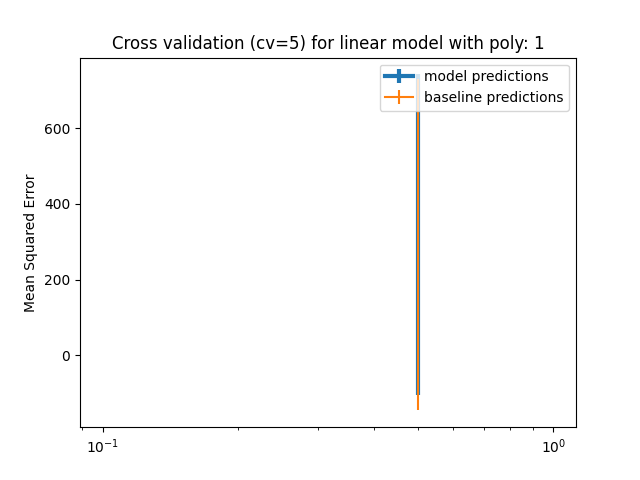 Cross validation (cv=5) for linear model with poly: 1
model predictions
baseline predictions
600
400
200
0
Mean Squared Error
10⁻¹
10⁰